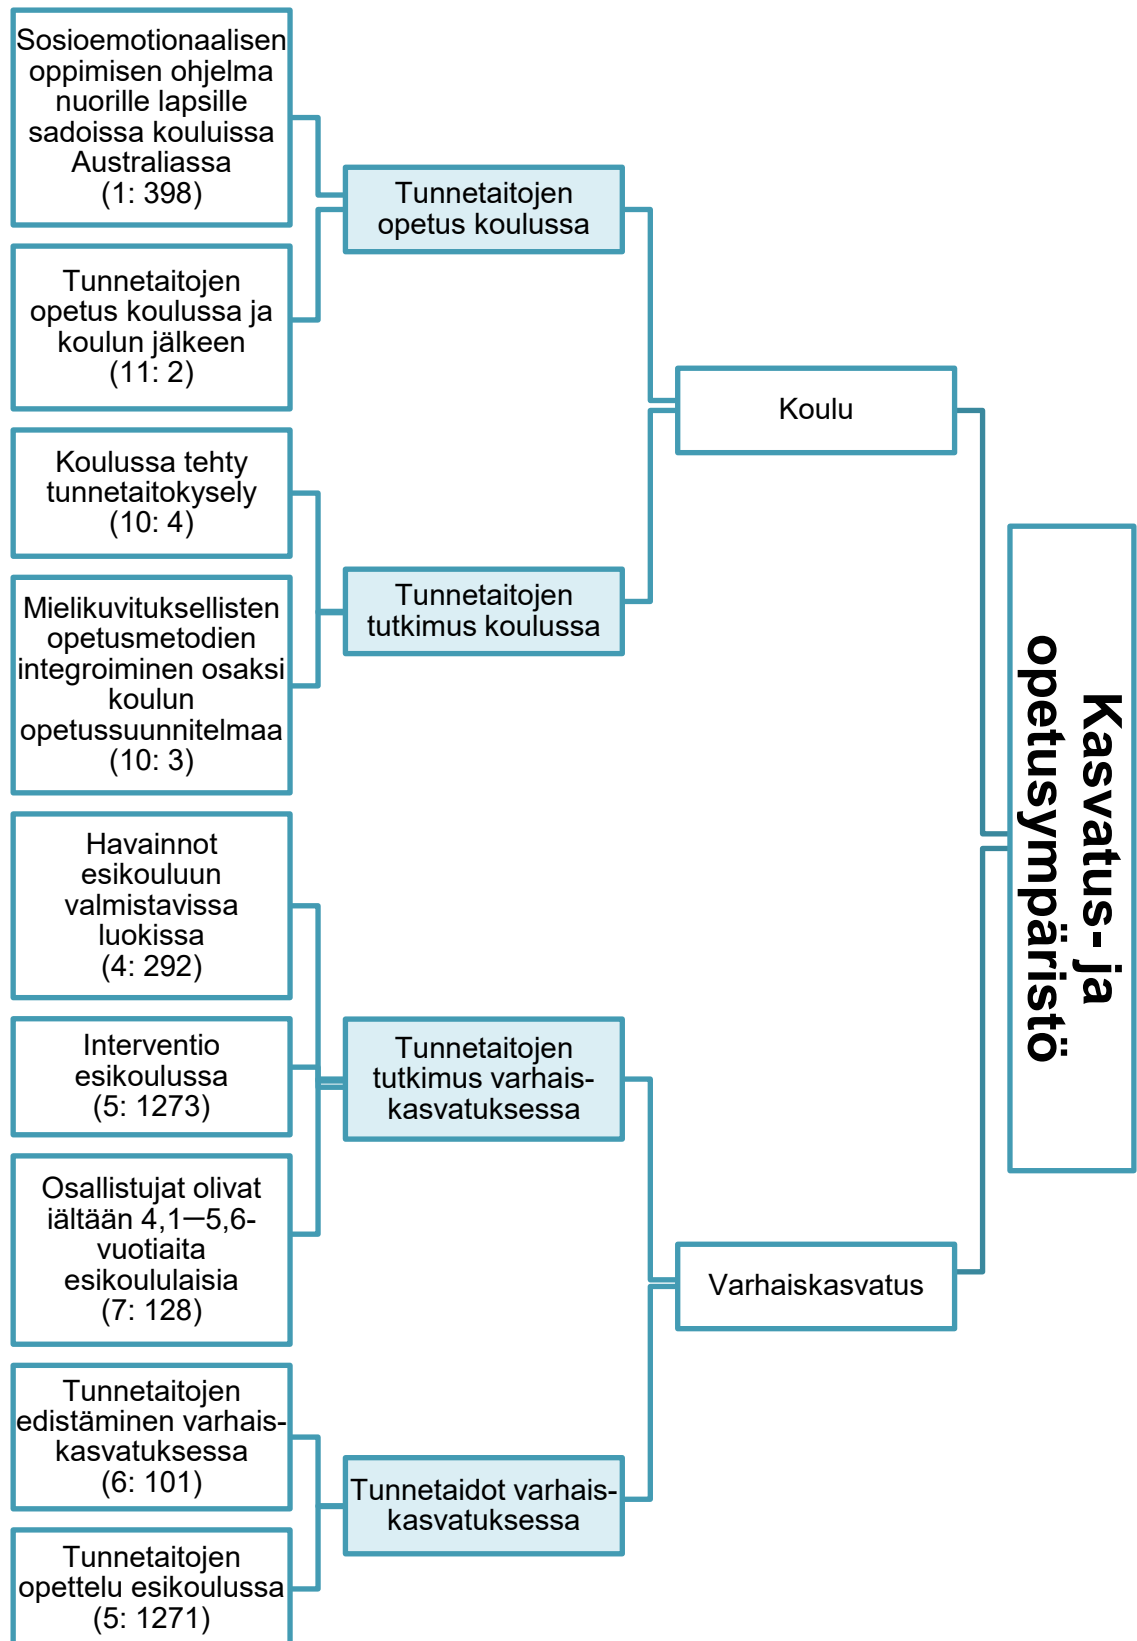 Sosioemotionaalisen
oppimisen ohjelma
nuorille lapsille
sadoissa kouluissa
Australiassa
(1: 398)
Tunnetaitojen
opetus koulussa ja
koulun jälkeen
(11: 2)
Koulussa tehty
tunnetaitokysely
(10: 4)
Mielikuvituksellisten
opetusmetodien
integroiminen osaksi
koulun
opetussuunnitelmaa
(10: 3)
Havainnot
esikouluun
valmistavissa
luokissa
(4: 292)
Interventio
esikoulussa
(5: 1273)
Osallistujat olivat
iältään 4,1–5,6-
vuotiaita
esikoululaisia
(7: 128)
Tunnetaitojen
edistäminen varhais-
kasvatuksessa
(6: 101)
Tunnetaitojen
opettelu esikoulussa
(5: 1271)
Tunnetaitojen
opetus koulussa
Tunnetaitojen
tutkimus koulussa
Tunnetaitojen
tutkimus varhais-
kasvatuksessa
Tunnetaidot varhais-
kasvatuksessa
Koulu
Varhaiskasvatus
Kasvatus- ja
opetusympäristö